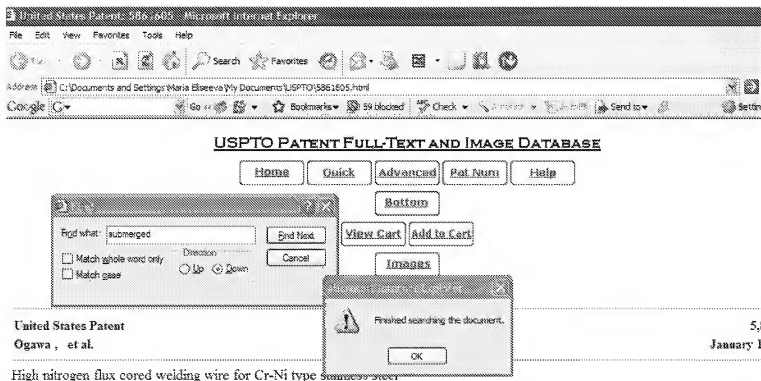 United States Patent: 5861605 - Microsoft Internet Explorer
File Edit View Favorites Tools Help
Search Favorites
Address C:\Documents and Settings\Maria Eliseeva\My Documents\USPTO\5861605.html
Google G Go Bookmarks 59 blocked Check Send to Settin
USPTO PATENT FULL-TEXT AND IMAGE DATABASE
Home Quick Advanced Pat Num Help
Bottom
Find what: submerged Find Next
View Cart Add to Cart
Match whole word only Direction Cancel
Match case Up Down
Images
Finished searching the document.
OK
United States Patent 5,8
Ogawa , et al. January 1
High nitrogen flux cored welding wire for Cr-Ni type stainless steel